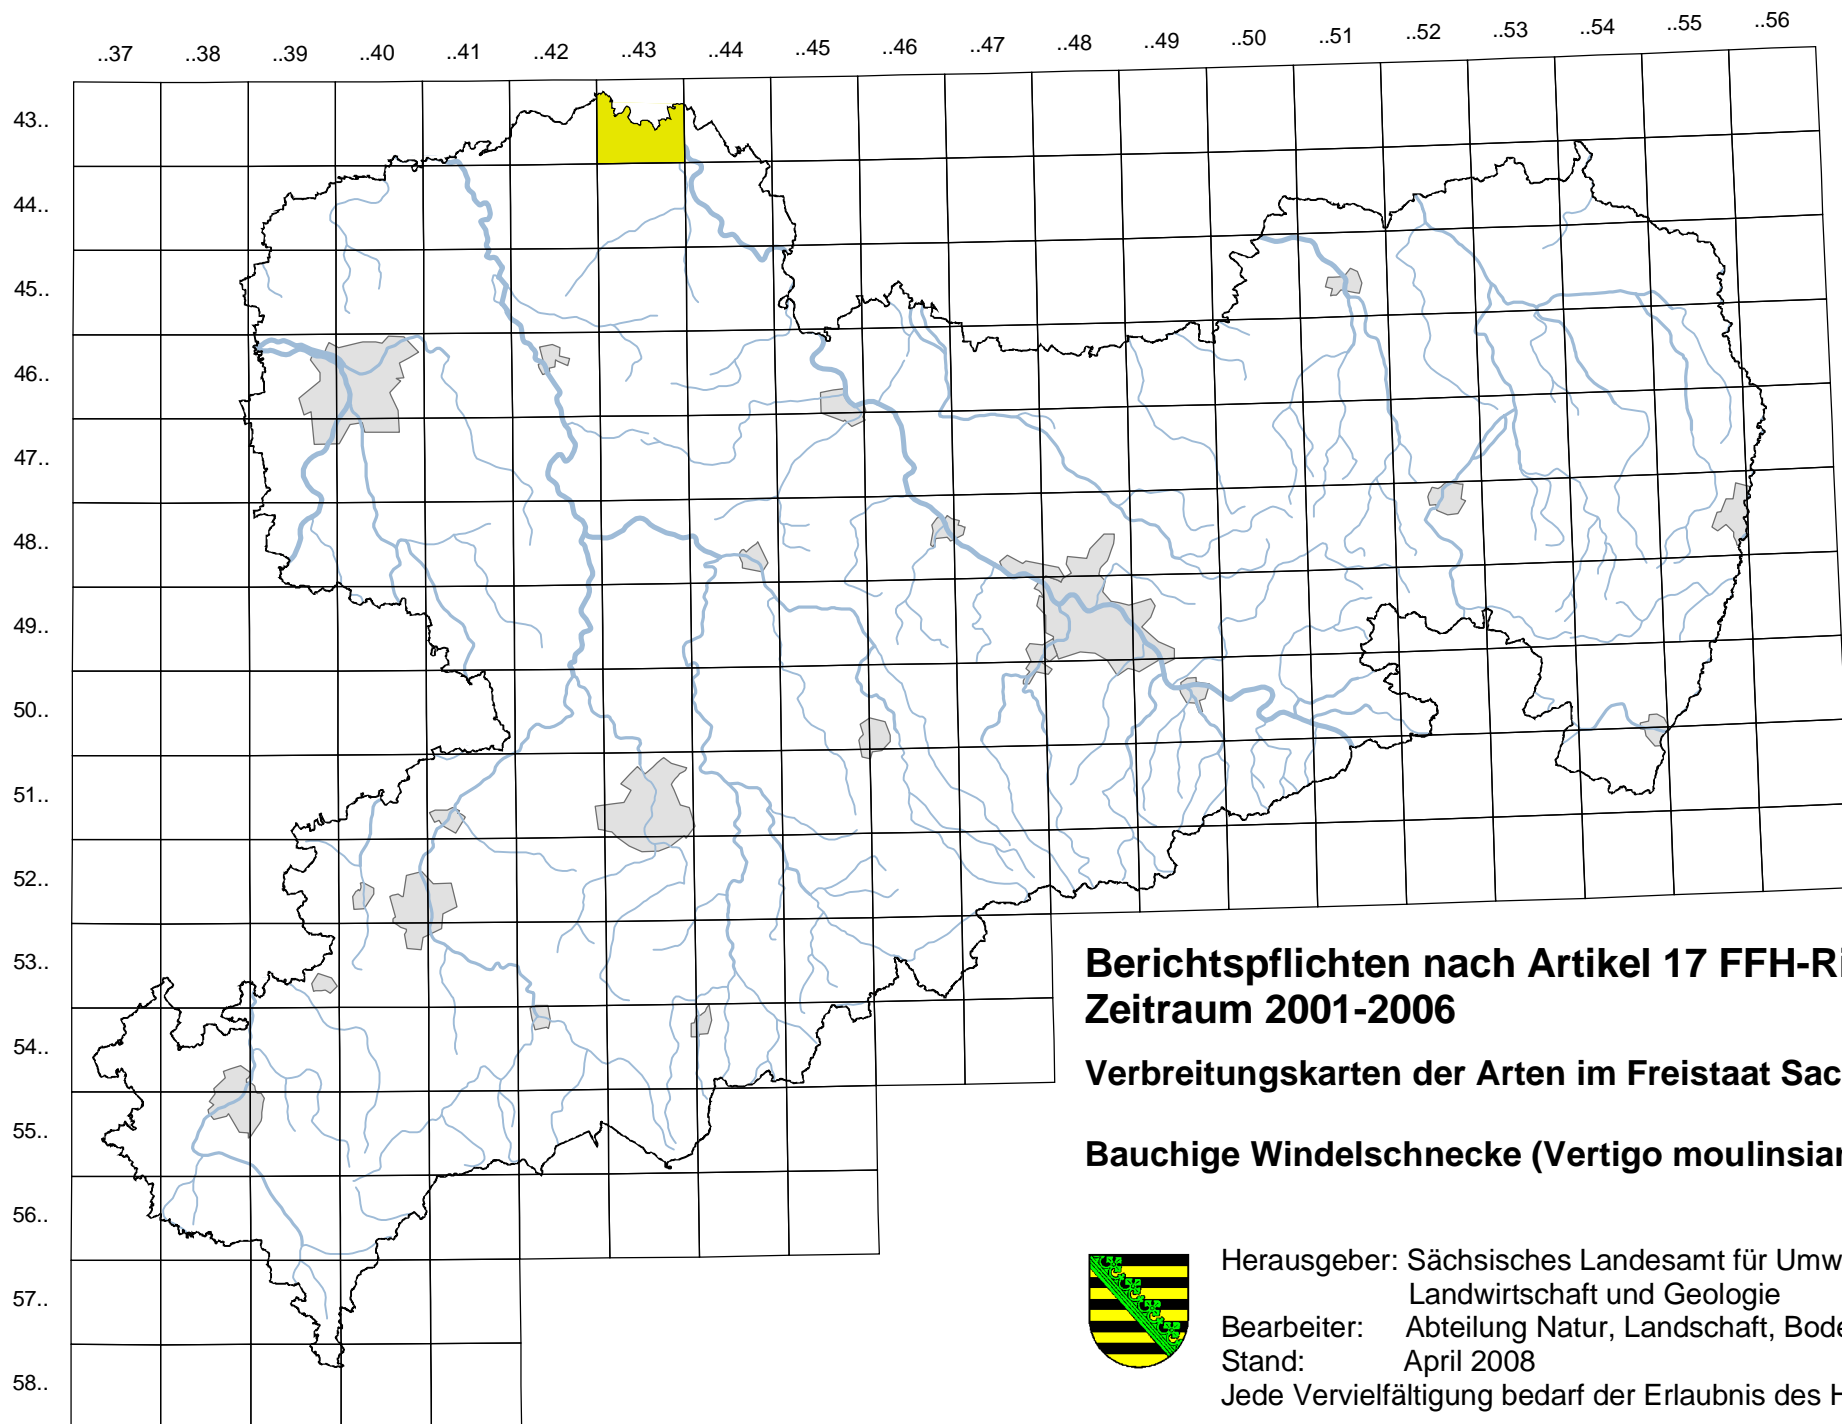 ..37 ..38 ..39 ..40 ..41 ..42 ..43 ..44 ..45 ..46 ..47 ..48 ..49 ..50 ..51 ..52 ..53 ..54 ..55 ..56
43..
44..
45..
46..
47..
48..
49..
50..
51..
52..
53..
54..
55..
56..
57..
58..
Berichtspflichten nach Artikel 17 FFH-Ri
Zeitraum 2001-2006
Verbreitungskarten der Arten im Freistaat Sac
Bauchige Windelschnecke (Vertigo moulinsian
Herausgeber: Sächsisches Landesamt für Umw
Landwirtschaft und Geologie
Bearbeiter: Abteilung Natur, Landschaft, Bode
Stand: April 2008
Jede Vervielfältigung bedarf der Erlaubnis des H